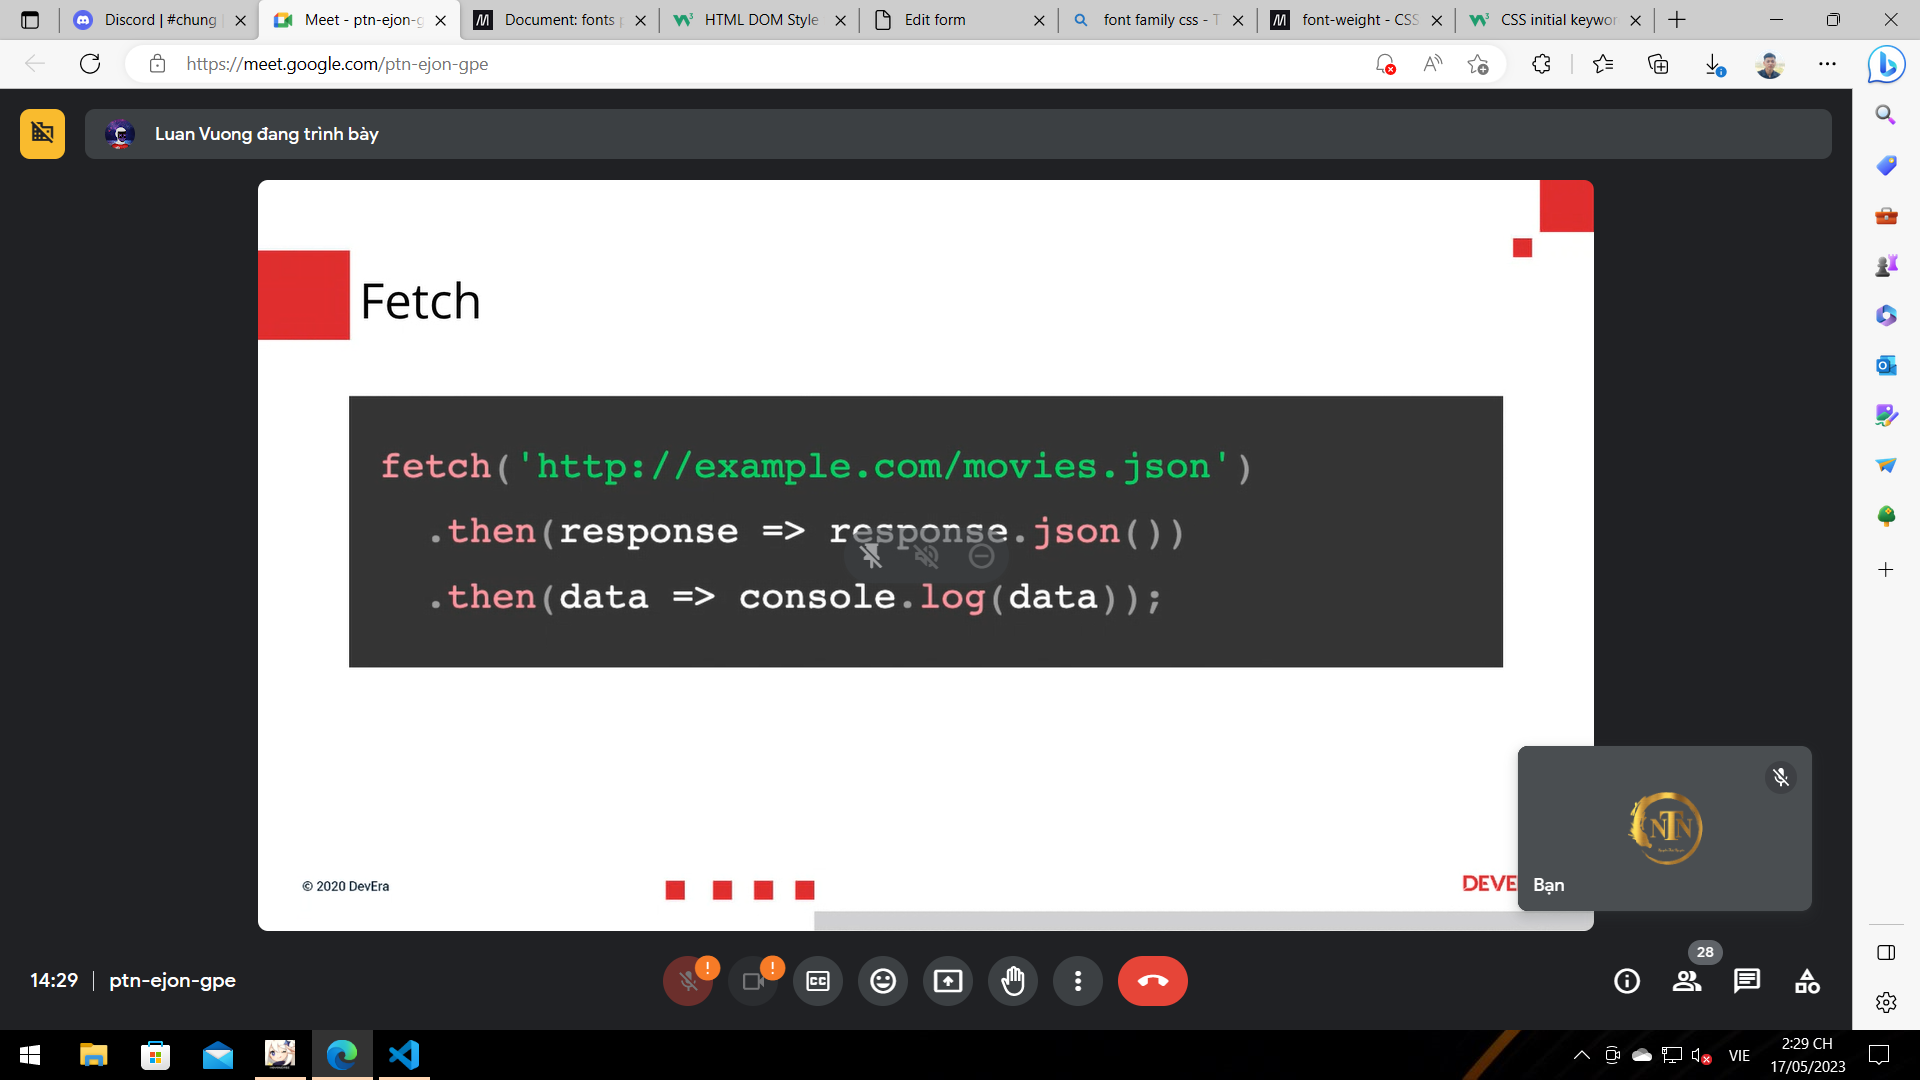 Discord | #chung
Meet - ptn-ejon-g
Document: fonts p
HTML DOM Style
Edit form
font family css - T
font-weight - CSS
CSS initial keywor
https://meet.google.com/ptn-ejon-gpe
Luan Vuong đang trình bày
Fetch
fetch('http://example.com/movies.json')
.then(response => response.json())
.then(data => console.log(data));
NTN
Bạn
© 2020 DevEra
DEVE
14:29 ptn-ejon-gpe
28
2:29 CH
VIE
17/05/2023